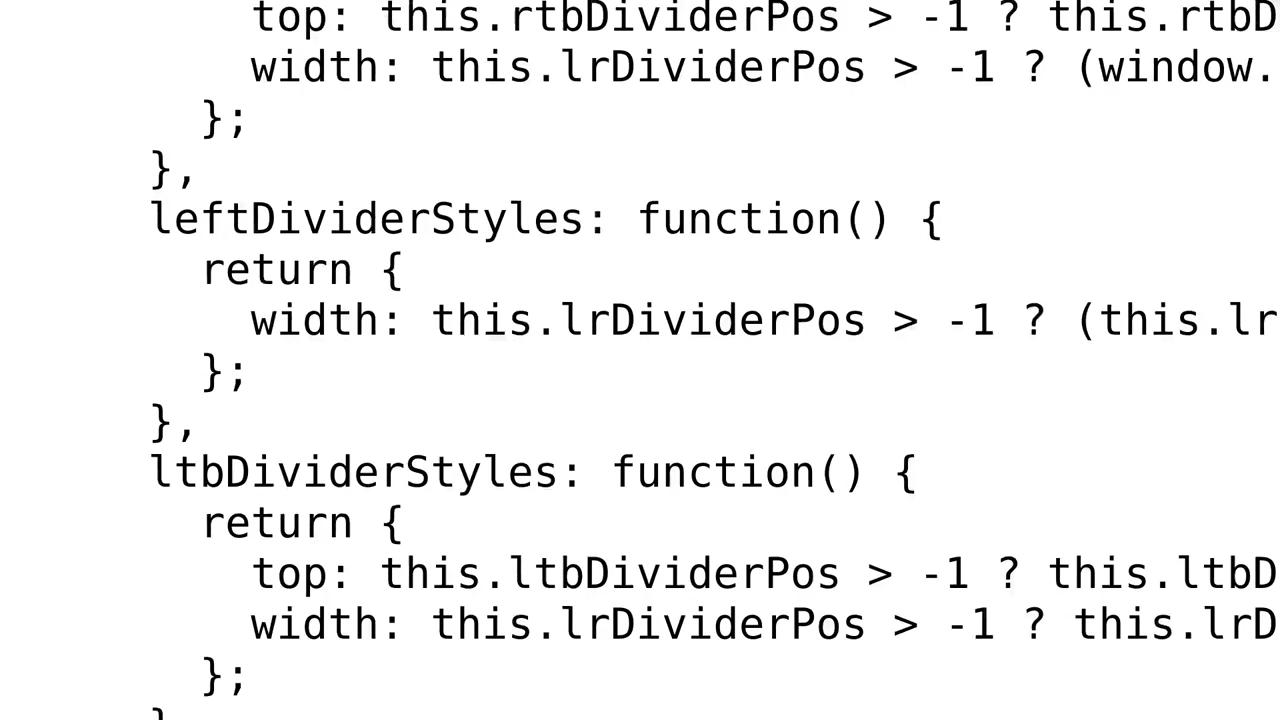 top: this.rtbDividerPos > -1 ? this.rtbD
width: this.lrDividerPos > -1 ? (window.
};
},
leftDividerStyles: function() {
return {
width: this.lrDividerPos > -1 ? (this.lr
};
},
ltbDividerStyles: function() {
return {
top: this.ltbDividerPos > -1 ? this.ltbD
width: this.lrDividerPos > -1 ? this.lrD
};
}